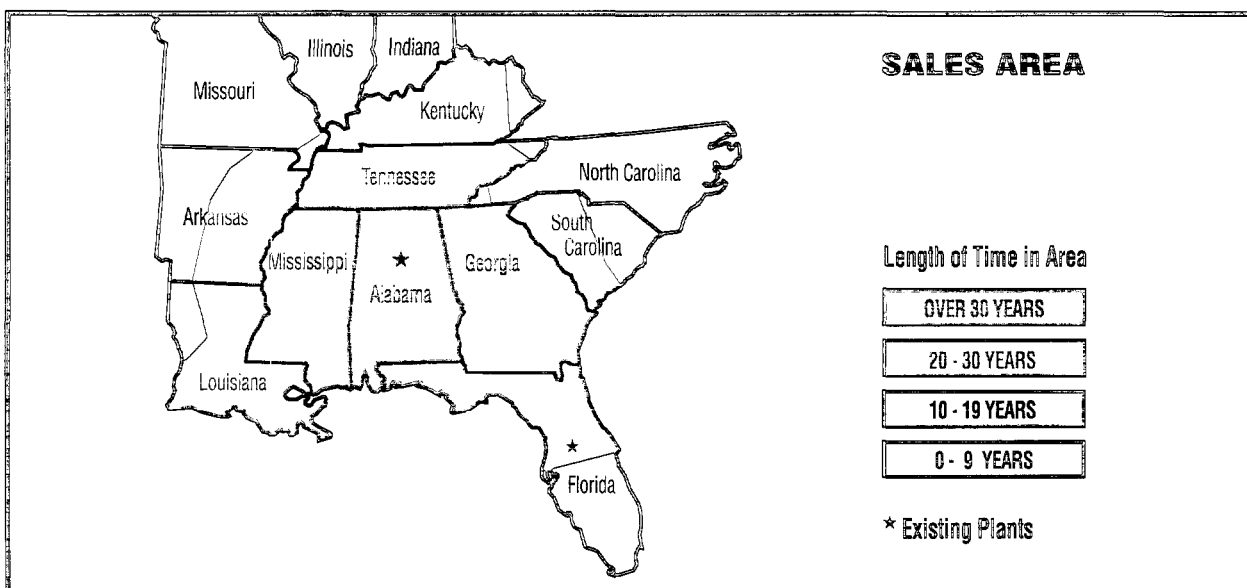 SALES AREA
Illinois
Indiana
Missouri
Kentucky
Tennessee
North Carolina
Arkansas
South
Carolina
Mississippi
Georgia
Alabama
Louisiana
Florida
Length of Time in Area
OVER 30 YEARS
20 - 30 YEARS
10 - 19 YEARS
0 - 9 YEARS
* Existing Plants